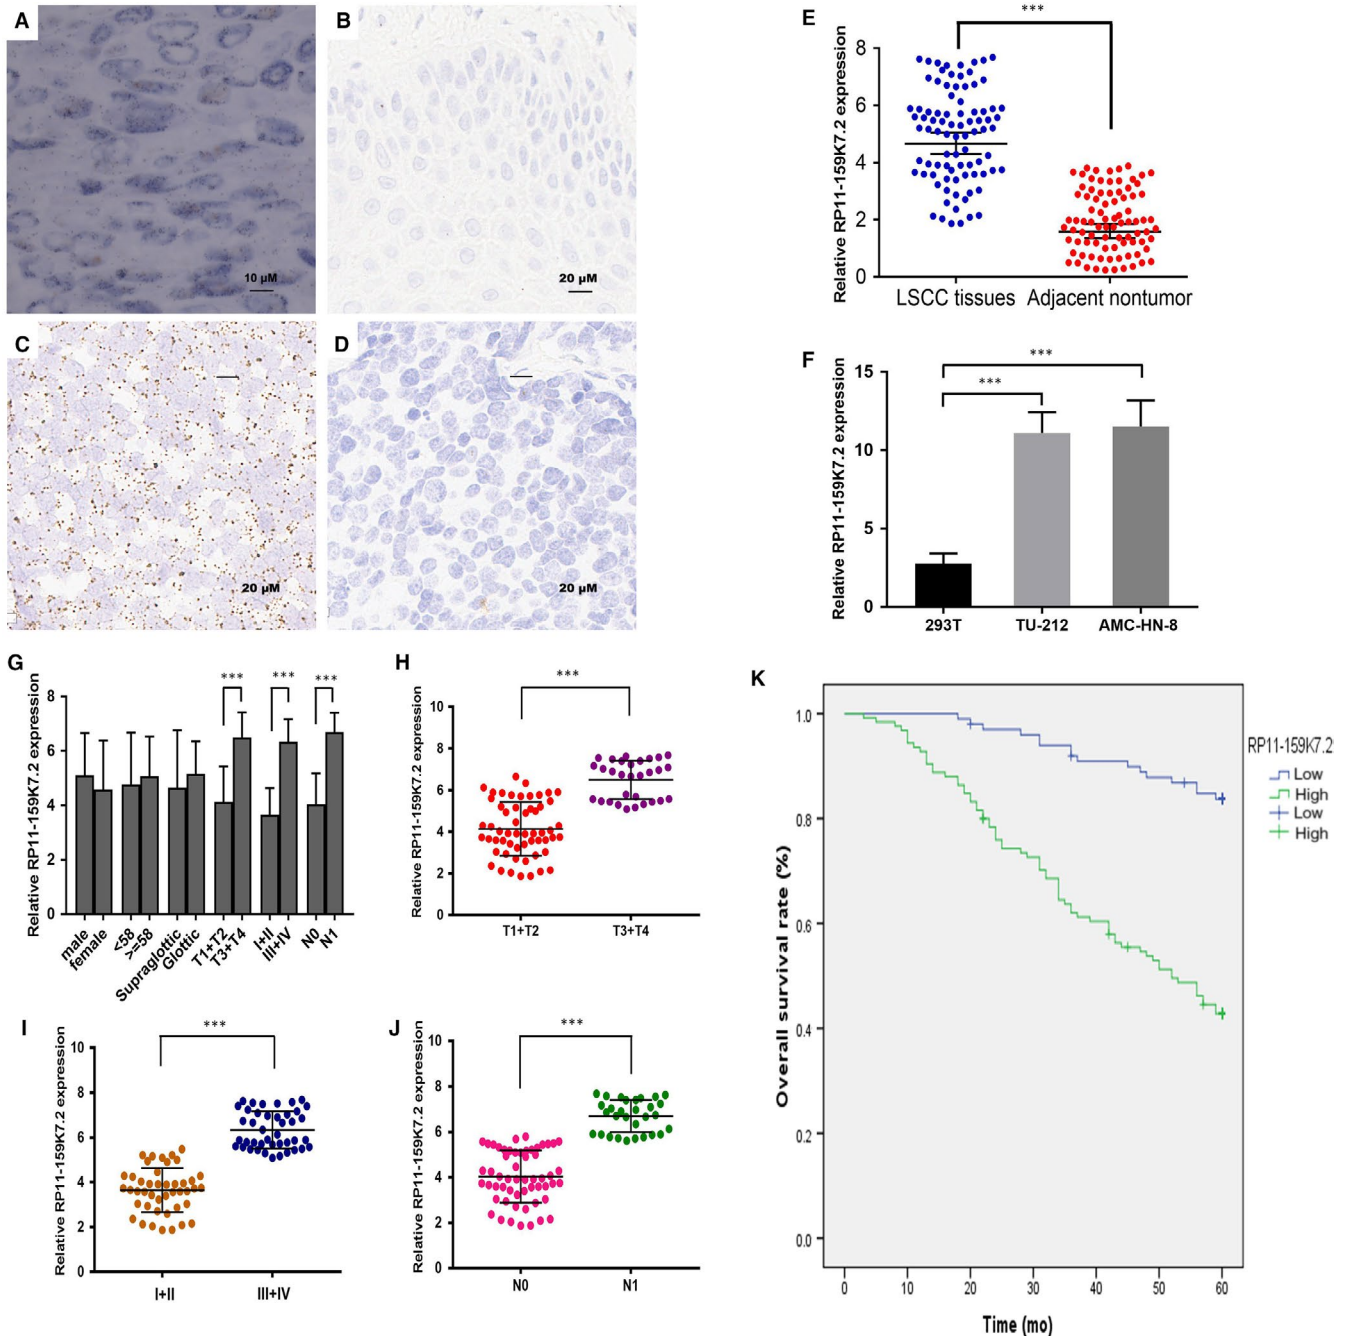 A
10 µM
B
20 µM
C
20 µM
D
20 µM
E
***
Relative RP11-159K7.2 expression
8
6
4
2
0
LSCC tissues
Adjacent nontumor
F
***
***
Relative RP11-159K7.2 expression
15
10
5
0
293T
TU-212
AMC-HN-8
G
***
***
***
Relative RP11-159K7.2 expression
8
6
4
2
0
male
female
<58
>=58
Supraglottic
Glottic
T1+T2
T3+T4
I+II
III+IV
N0
N1
H
***
Relative RP11-159K7.2 expression
10
8
6
4
2
0
T1+T2
T3+T4
I
***
Relative RP11-159K7.2 expression
10
8
6
4
2
0
I+II
III+IV
J
***
Relative RP11-159K7.2 expression
10
8
6
4
2
0
N0
N1
K
Overall survival rate (%)
1.0
0.8
0.6
0.4
0.2
0.0
0
10
20
30
40
50
60
Time (mo)
RP11-159K7.2
Low
High
Low
High